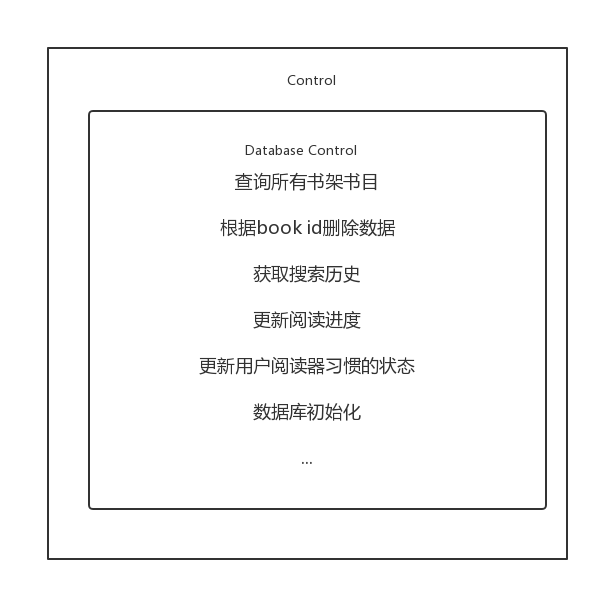 Control
Database Control
查询所有书架书目
根据book id删除数据
获取搜索历史
更新阅读进度
更新用户阅读器习惯的状态
数据库初始化
...